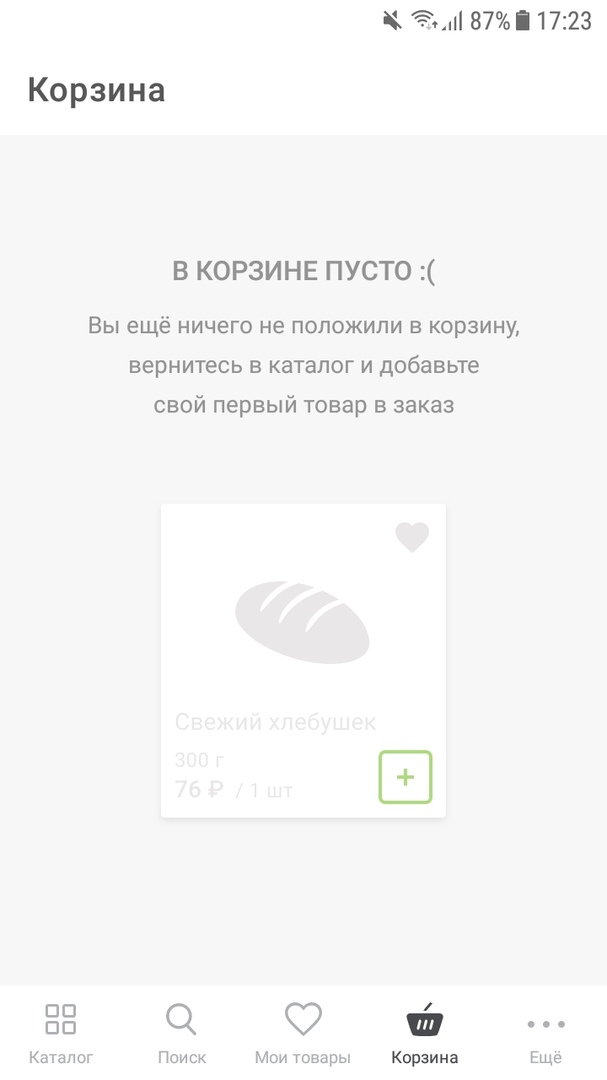 87% 17:23
Корзина
В КОРЗИНЕ ПУСТО :(
Вы ещё ничего не положили в корзину,
вернитесь в каталог и добавьте
свой первый товар в заказ
Свежий хлебушек
300 г
76 ₽ / 1 шт
+
Каталог Поиск Мои товары Корзина Ещё